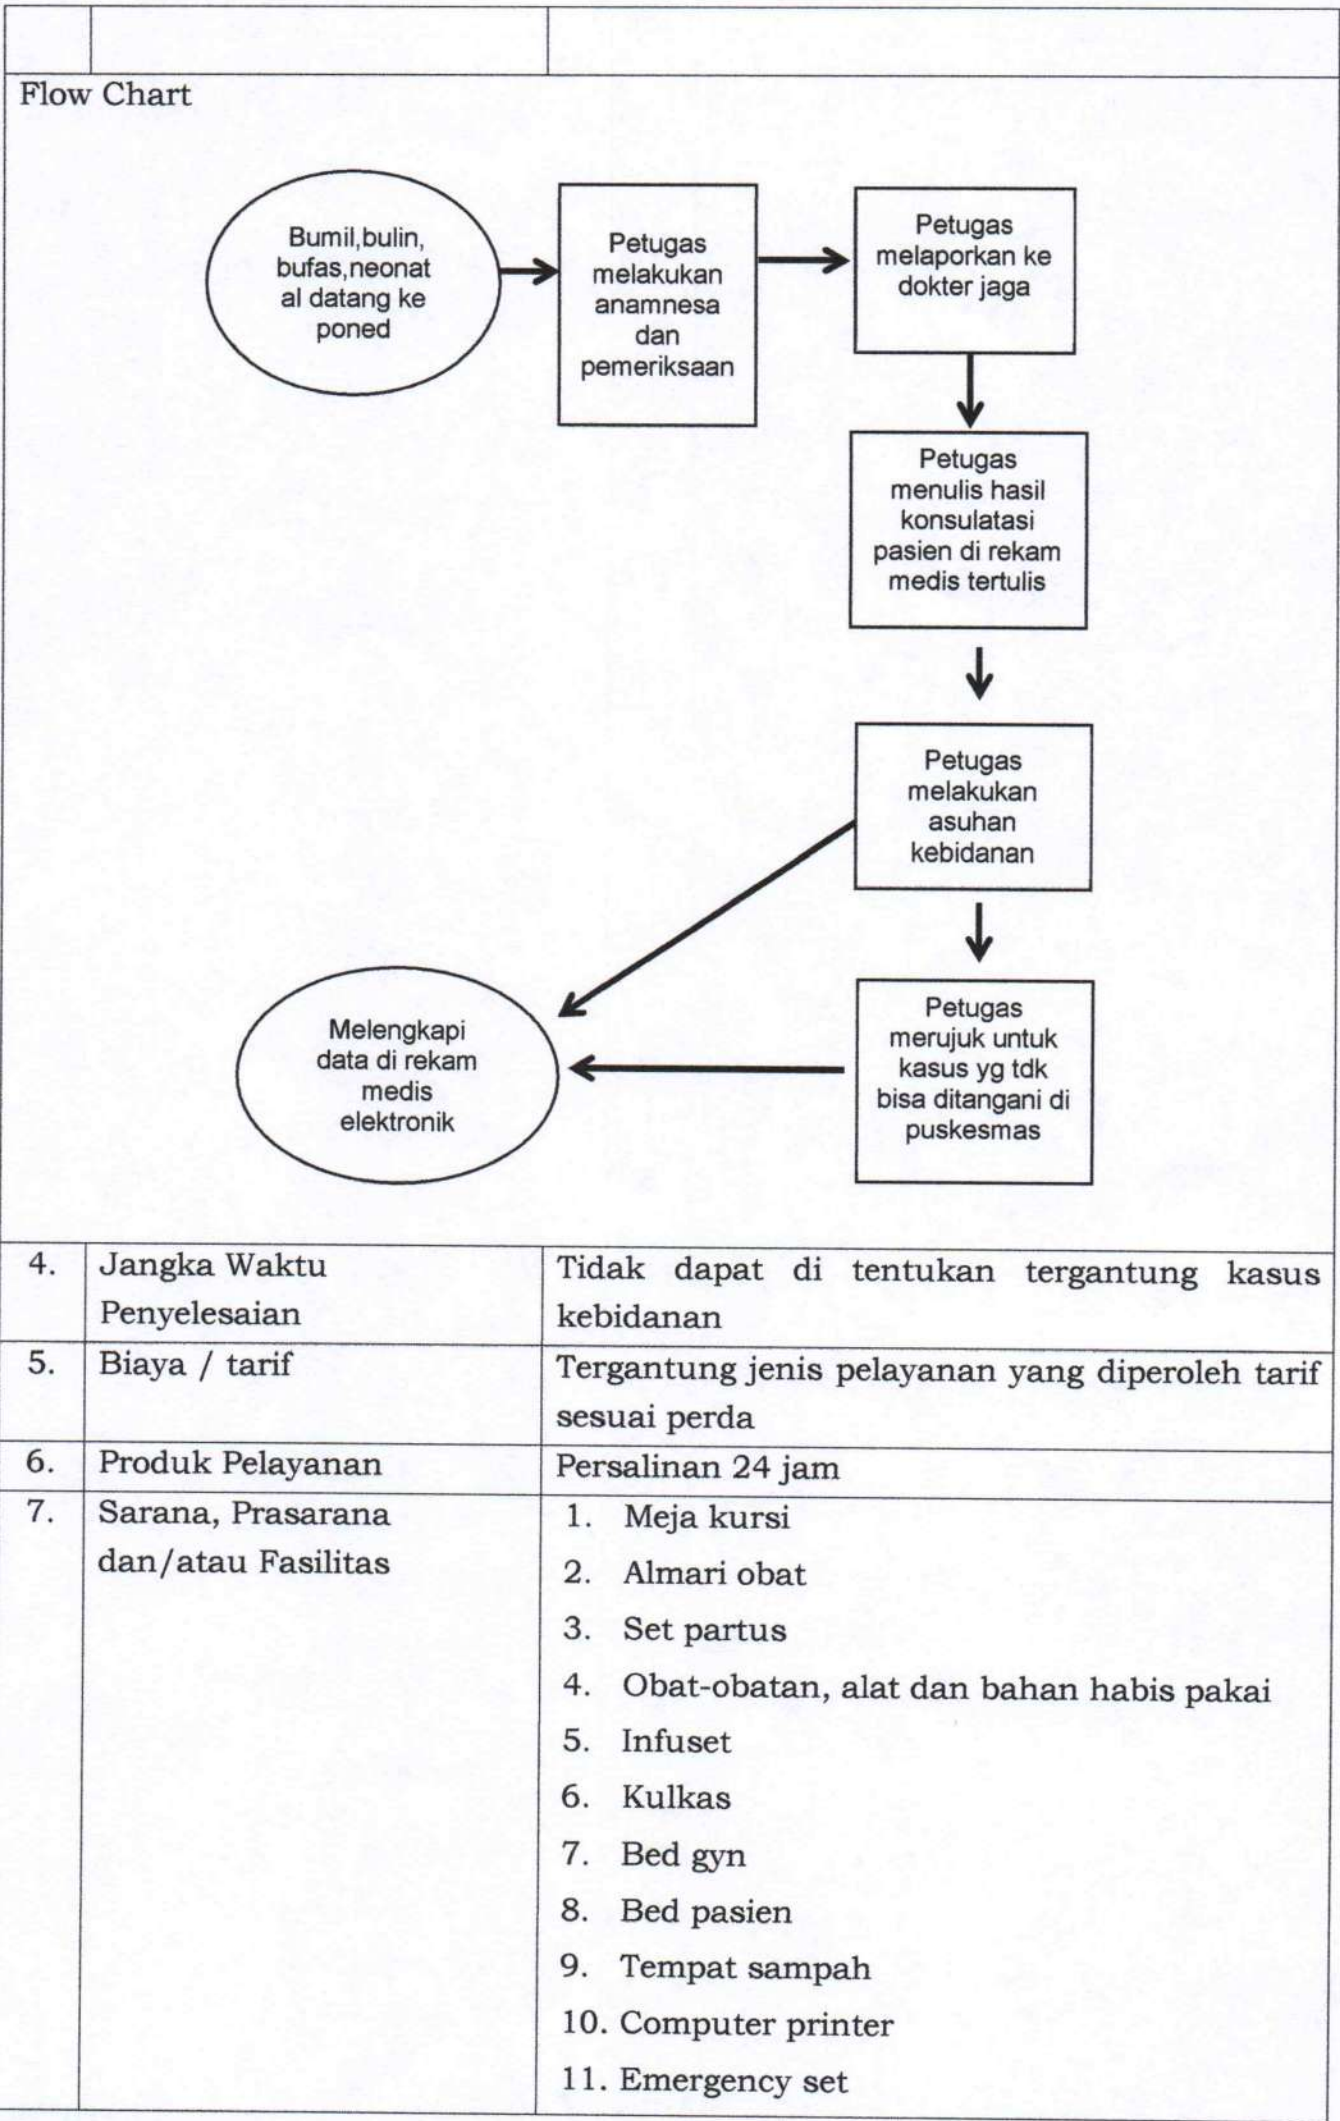 Flow Chart
Bumil,bulin,
bufas,neonat
al datang ke
poned
Petugas
melakukan
anamnesa
dan
pemeriksaan
Petugas
melaporkan ke
dokter jaga
Petugas
menulis hasil
konsulatasi
pasien di rekam
medis tertulis
Petugas
melakukan
asuhan
kebidanan
Petugas
merujuk untuk
kasus yg tdk
bisa ditangani di
puskesmas
Melengkapi
data di rekam
medis
elektronik
4. Jangka Waktu Tidak dapat di tentukan tergantung kasus
Penyelesaian kebidanan
5. Biaya / tarif Tergantung jenis pelayanan yang diperoleh tarif
sesuai perda
6. Produk Pelayanan Persalinan 24 jam
7. Sarana, Prasarana 1. Meja kursi
dan/atau Fasilitas 2. Almari obat
3. Set partus
4. Obat-obatan, alat dan bahan habis pakai
5. Infuset
6. Kulkas
7. Bed gyn
8. Bed pasien
9. Tempat sampah
10. Computer printer
11. Emergency set